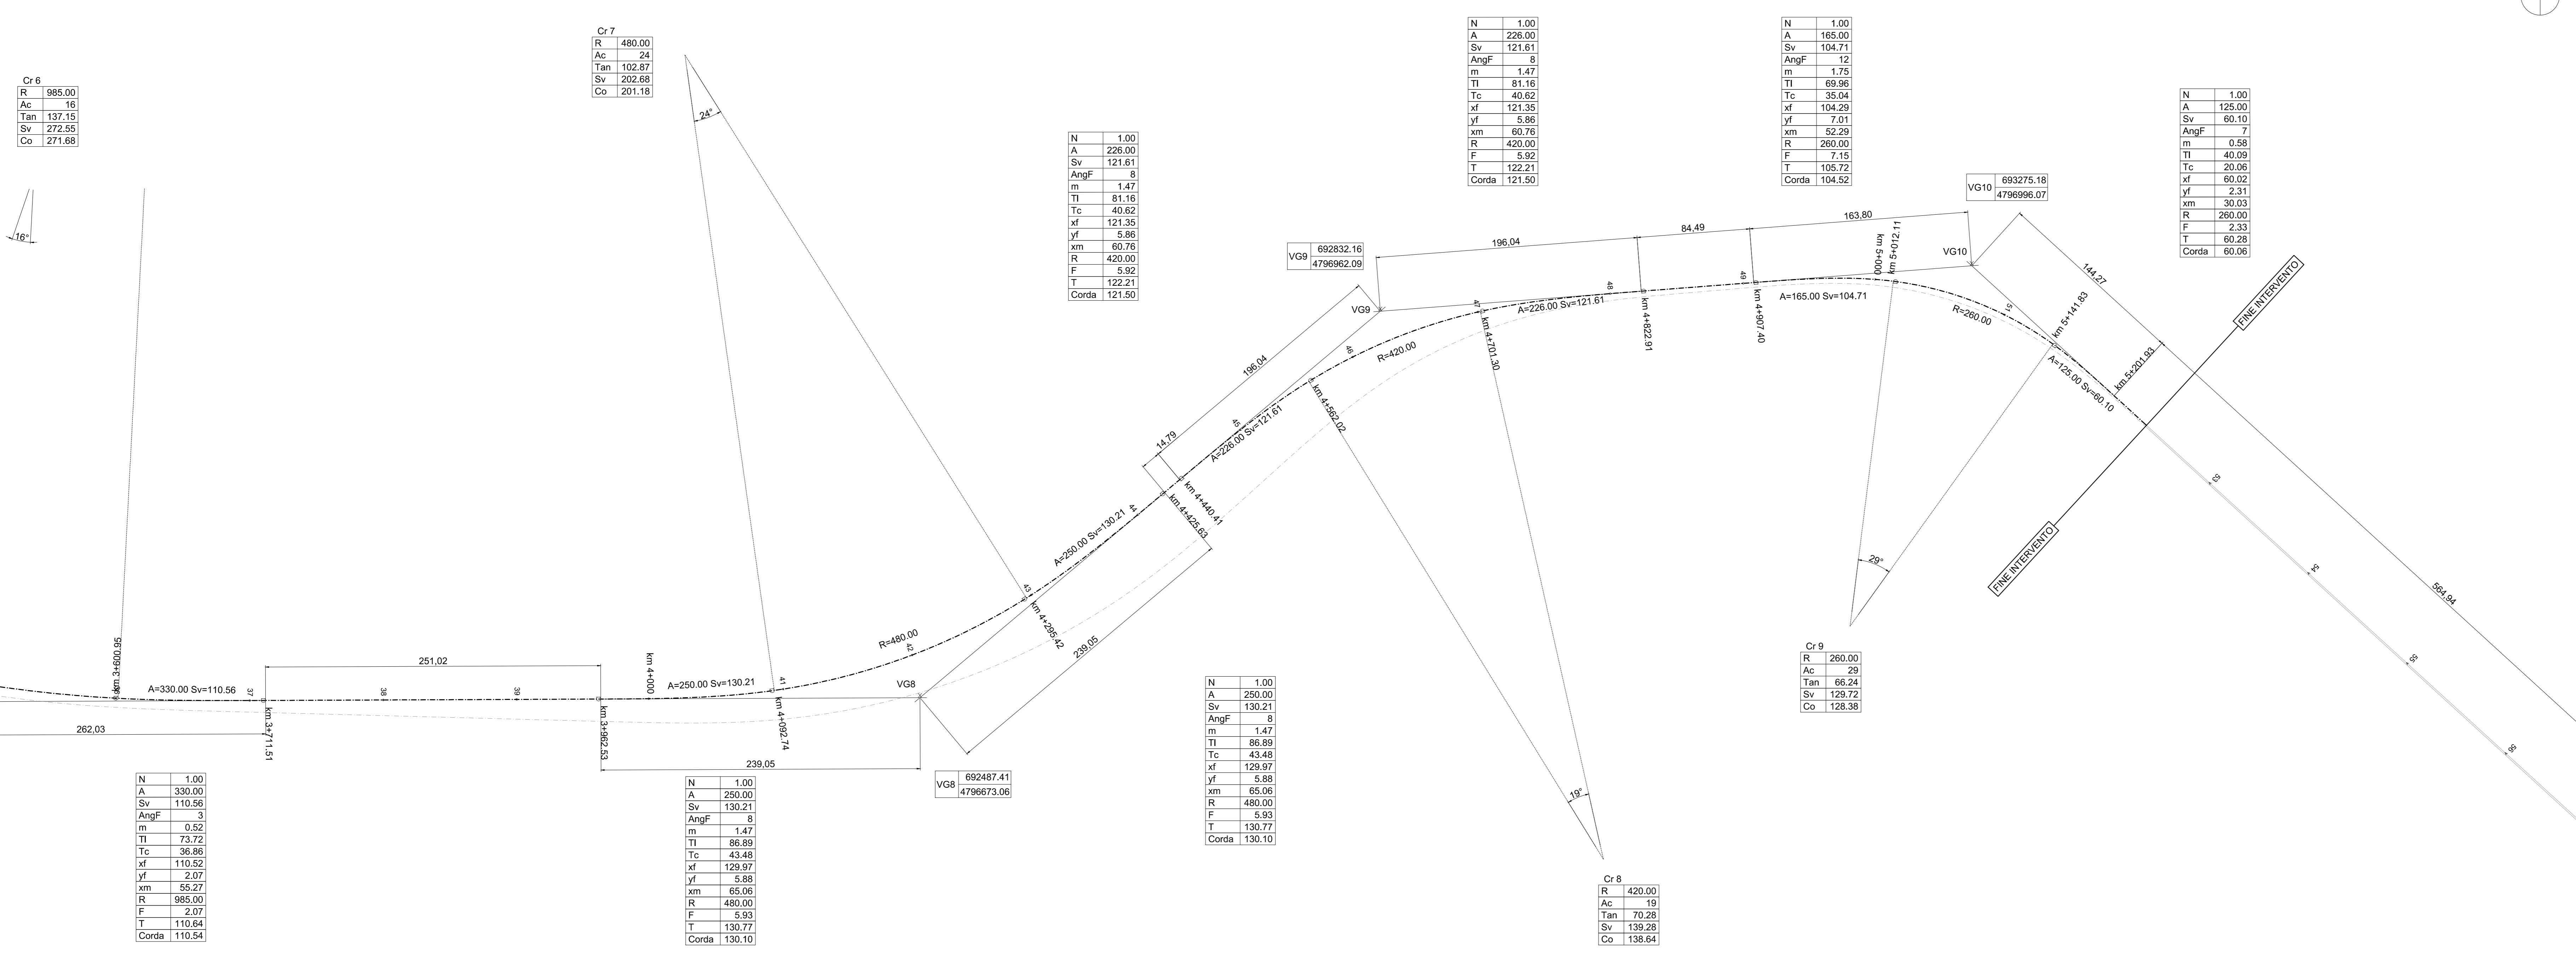 Cr 6
R 985.00
Ac 16
Tan 137.15
Sv 272.55
Co 271.68
16°
Cr 7
R 480.00
Ac 24
Tan 102.87
Sv 202.68
Co 201.18
24°
N 1.00
A 226.00
Sv 121.61
AngF 8
m 1.47
Tl 81.16
Tc 40.62
xf 121.35
yf 5.86
xm 60.76
R 420.00
F 5.92
T 122.21
Corda 121.50
N 1.00
A 226.00
Sv 121.61
AngF 8
m 1.47
Tl 81.16
Tc 40.62
xf 121.35
yf 5.86
xm 60.76
R 420.00
F 5.92
T 122.21
Corda 121.50
N 1.00
A 165.00
Sv 104.71
AngF 12
m 1.75
Tl 69.96
Tc 35.04
xf 104.29
yf 7.01
xm 52.29
R 260.00
F 7.15
T 105.72
Corda 104.52
N 1.00
A 125.00
Sv 60.10
AngF 7
m 0.58
Tl 40.09
Tc 20.06
xf 60.02
yf 2.31
xm 30.03
R 260.00
F 2.33
T 60.28
Corda 60.06
VG9 692832.16
4796962.09
VG10 693275.18
4796996.07
196,04
84,49
163,80
VG9
VG10
144,27
564,94
FINE INTERVENTO
FINE INTERVENTO
km 3+600.95
A=330.00 Sv=110.56
37
km 3+711.51
251,02
262,03
38
39
km 3+962.53
km 4+000
A=250.00 Sv=130.21
41
km 4+092.74
239,05
R=480.00
42
VG8
43
km 4+295.42
239,05
A=250.00 Sv=130.21
44
km 4+425.63
km 4+440.41
14,79
196,04
45
A=226.00 Sv=121.61
km 4+562.02
46
R=420.00
47
km 4+701.30
A=226.00 Sv=121.61
48
km 4+822.91
49
km 4+907.40
A=165.00 Sv=104.71
km 5+000
km 5+012.11
R=260.00
51
km 5+141.83
A=125.00 Sv=60.10
km 5+201.93
53
54
55
56
29°
19°
VG8 692487.41
4796673.06
N 1.00
A 330.00
Sv 110.56
AngF 3
m 0.52
Tl 73.72
Tc 36.86
xf 110.52
yf 2.07
xm 55.27
R 985.00
F 2.07
T 110.64
Corda 110.54
N 1.00
A 250.00
Sv 130.21
AngF 8
m 1.47
Tl 86.89
Tc 43.48
xf 129.97
yf 5.88
xm 65.06
R 480.00
F 5.93
T 130.77
Corda 130.10
N 1.00
A 250.00
Sv 130.21
AngF 8
m 1.47
Tl 86.89
Tc 43.48
xf 129.97
yf 5.88
xm 65.06
R 480.00
F 5.93
T 130.77
Corda 130.10
Cr 9
R 260.00
Ac 29
Tan 66.24
Sv 129.72
Co 128.38
Cr 8
R 420.00
Ac 19
Tan 70.28
Sv 139.28
Co 138.64